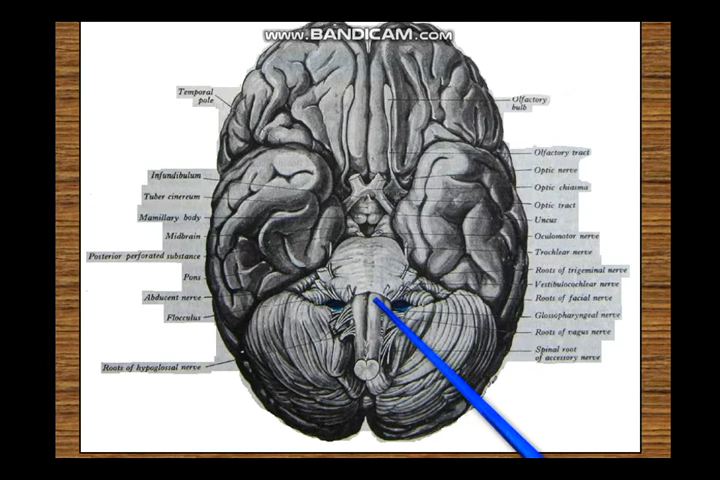 www.BANDICAM.com
Temporal
pole
Infundibulum
Tuber cinereum
Mamillary body
Midbrain
Posterior perforated substance
Pons
Abducent nerve
Flocculus
Roots of hypoglossal nerve
Olfactory
bulb
Olfactory tract
Optic nerve
Optic chiasma
Optic tract
Uncus
Oculomotor nerve
Trochlear nerve
Roots of trigeminal nerve
Vestibulocochlear nerve
Roots of facial nerve
Glossopharyngeal nerve
Roots of vagus nerve
Spinal root
of accessory nerve